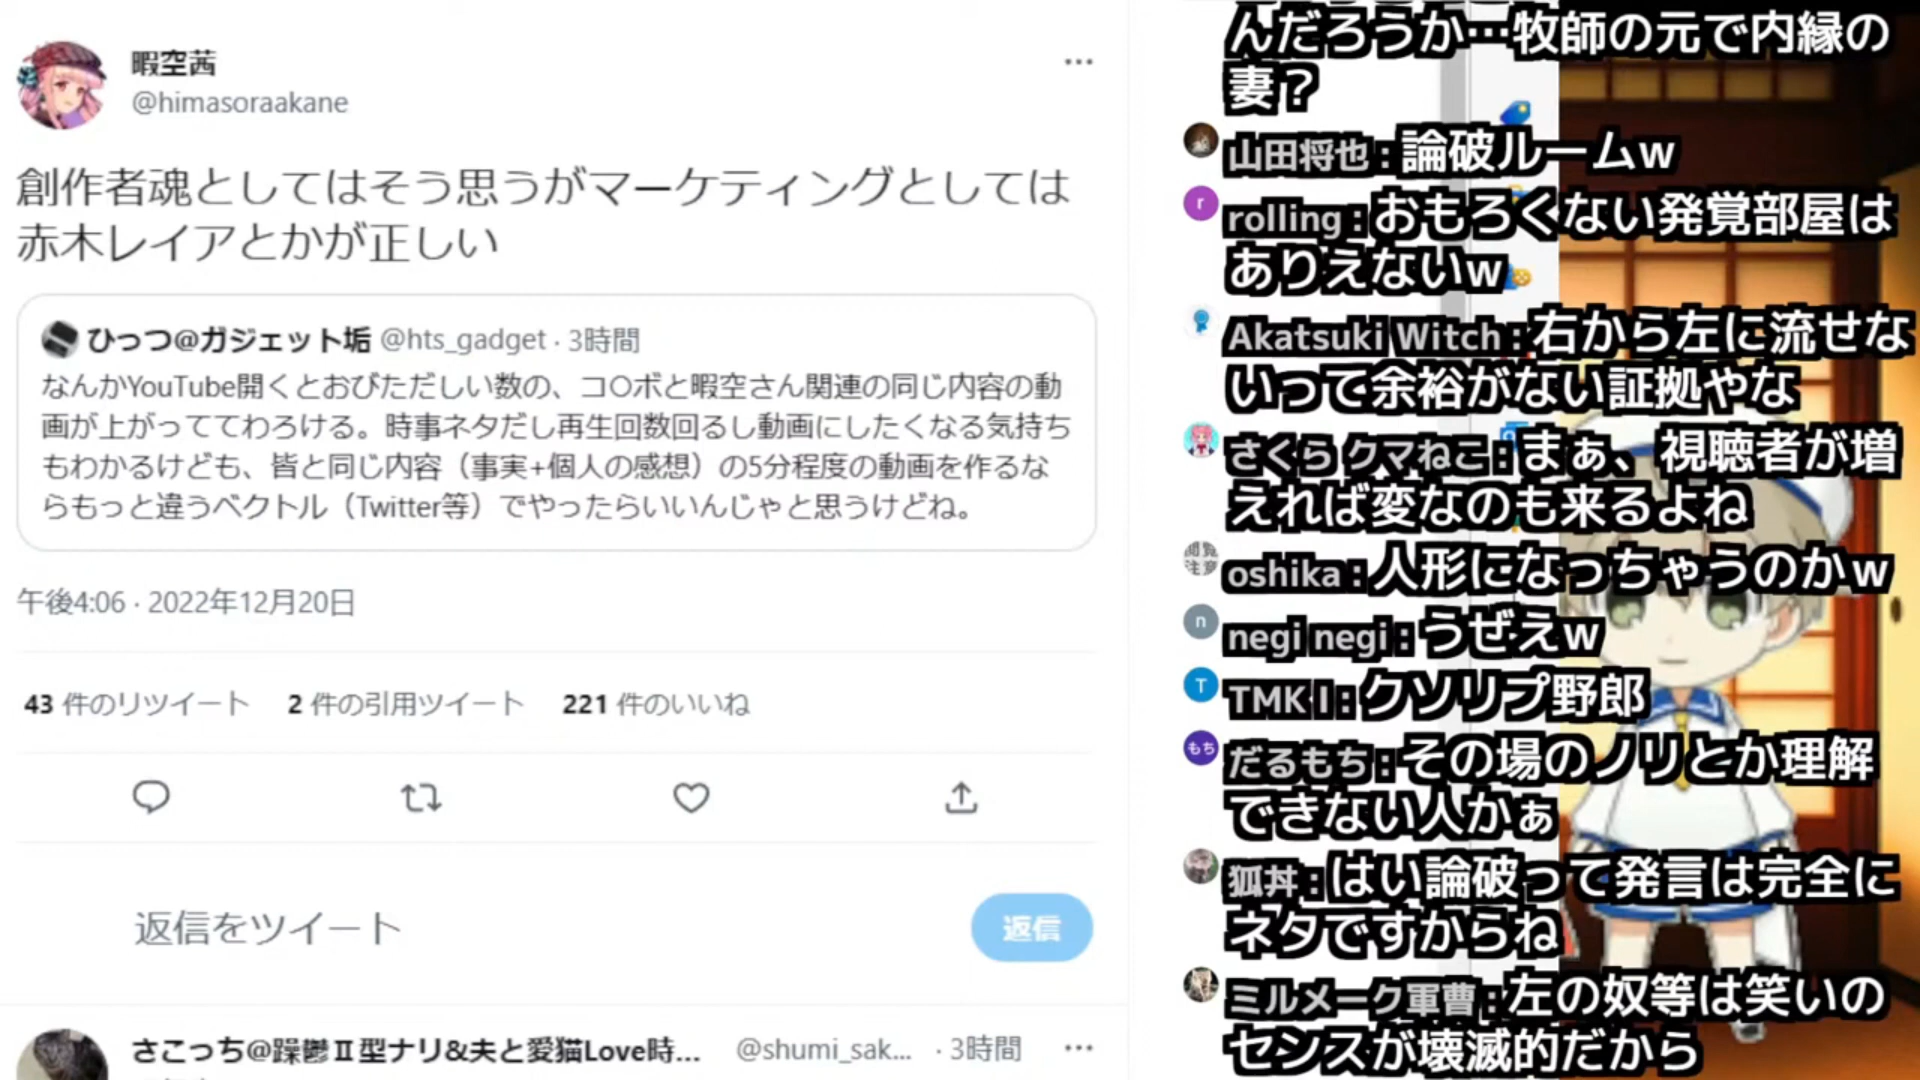 暇空茜
@himasoraakane
創作者魂としてはそう思うがマーケティングとしては
赤木レイアとかが正しい
ひっつ@ガジェット垢 @hts_gadget · 3時間
なんかYouTube開くとおびただしい数の、コ〇ボと暇空さん関連の同じ内容の動
画が上がっててわろける。時事ネタだし再生回数回るし動画にしたくなる気持ち
もわかるけども、皆と同じ内容（事実+個人の感想）の5分程度の動画を作るな
らもっと違うベクトル（Twitter等）でやったらいいんじゃと思うけどね。
午後4:06 · 2022年12月20日
43 件のリツイート 2 件の引用ツイート 221 件のいいね
返信をツイート
返信
さこっち@躁鬱Ⅱ型ナリ&夫と愛猫Love時... @shumi_sak... · 3時間
んだろうか…牧師の元で内縁の
妻？
山田将也 : 論破ルームw
r
rolling : おもろくない発覚部屋は
ありえないw
Akatsuki Witch : 右から左に流せな
いって余裕がない証拠やな
さくら クマねこ : まぁ、視聴者が増
えれば変なのも来るよね
閲覧
注意
oshika : 人形になっちゃうのかw
n
negi negi : うぜえw
T
TMK I : クソリプ野郎
もち
だるもち : その場のノリとか理解
できない人かぁ
狐丼 : はい論破って発言は完全に
ネタですからね
ミルメーク軍曹 : 左の奴等は笑いの
センスが壊滅的だから